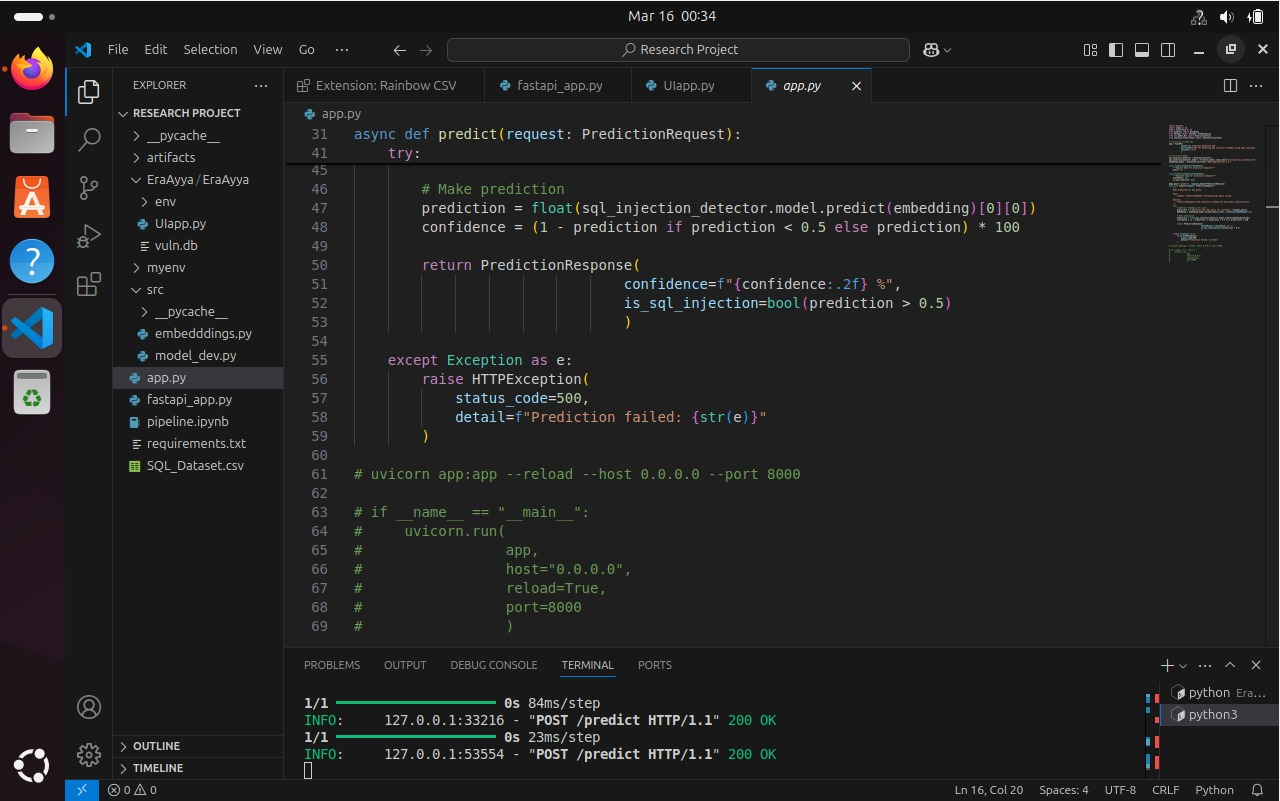 Mar 16 00:34
File Edit Selection View Go ···
Research Project
EXPLORER ···
Extension: Rainbow CSV
fastapi_app.py
UIapp.py
app.py
RESEARCH PROJECT
__pycache__
artifacts
EraAyya / EraAyya
env
UIapp.py
vuln.db
myenv
src
__pycache__
embedddings.py
model_dev.py
app.py
fastapi_app.py
pipeline.ipynb
requirements.txt
SQL_Dataset.csv
OUTLINE
TIMELINE
app.py
31 async def predict(request: PredictionRequest):
41     try:
45
46         # Make prediction
47         prediction = float(sql_injection_detector.model.predict(embedding)[0][0])
48         confidence = (1 - prediction if prediction < 0.5 else prediction) * 100
49
50         return PredictionResponse(
51                                 confidence=f"{confidence:.2f} %",
52                                 is_sql_injection=bool(prediction > 0.5)
53                                 )
54
55     except Exception as e:
56         raise HTTPException(
57             status_code=500,
58             detail=f"Prediction failed: {str(e)}"
59         )
60
61 # uvicorn app:app --reload --host 0.0.0.0 --port 8000
62
63 # if __name__ == "__main__":
64 #     uvicorn.run(
65 #                 app,
66 #                 host="0.0.0.0",
67 #                 reload=True,
68 #                 port=8000
69 #                 )
PROBLEMS OUTPUT DEBUG CONSOLE TERMINAL PORTS
1/1 0s 84ms/step
INFO:     127.0.0.1:33216 - "POST /predict HTTP/1.1" 200 OK
1/1 0s 23ms/step
INFO:     127.0.0.1:53554 - "POST /predict HTTP/1.1" 200 OK
python Era...
python3
0 0
Ln 16, Col 20 Spaces: 4 UTF-8 CRLF Python